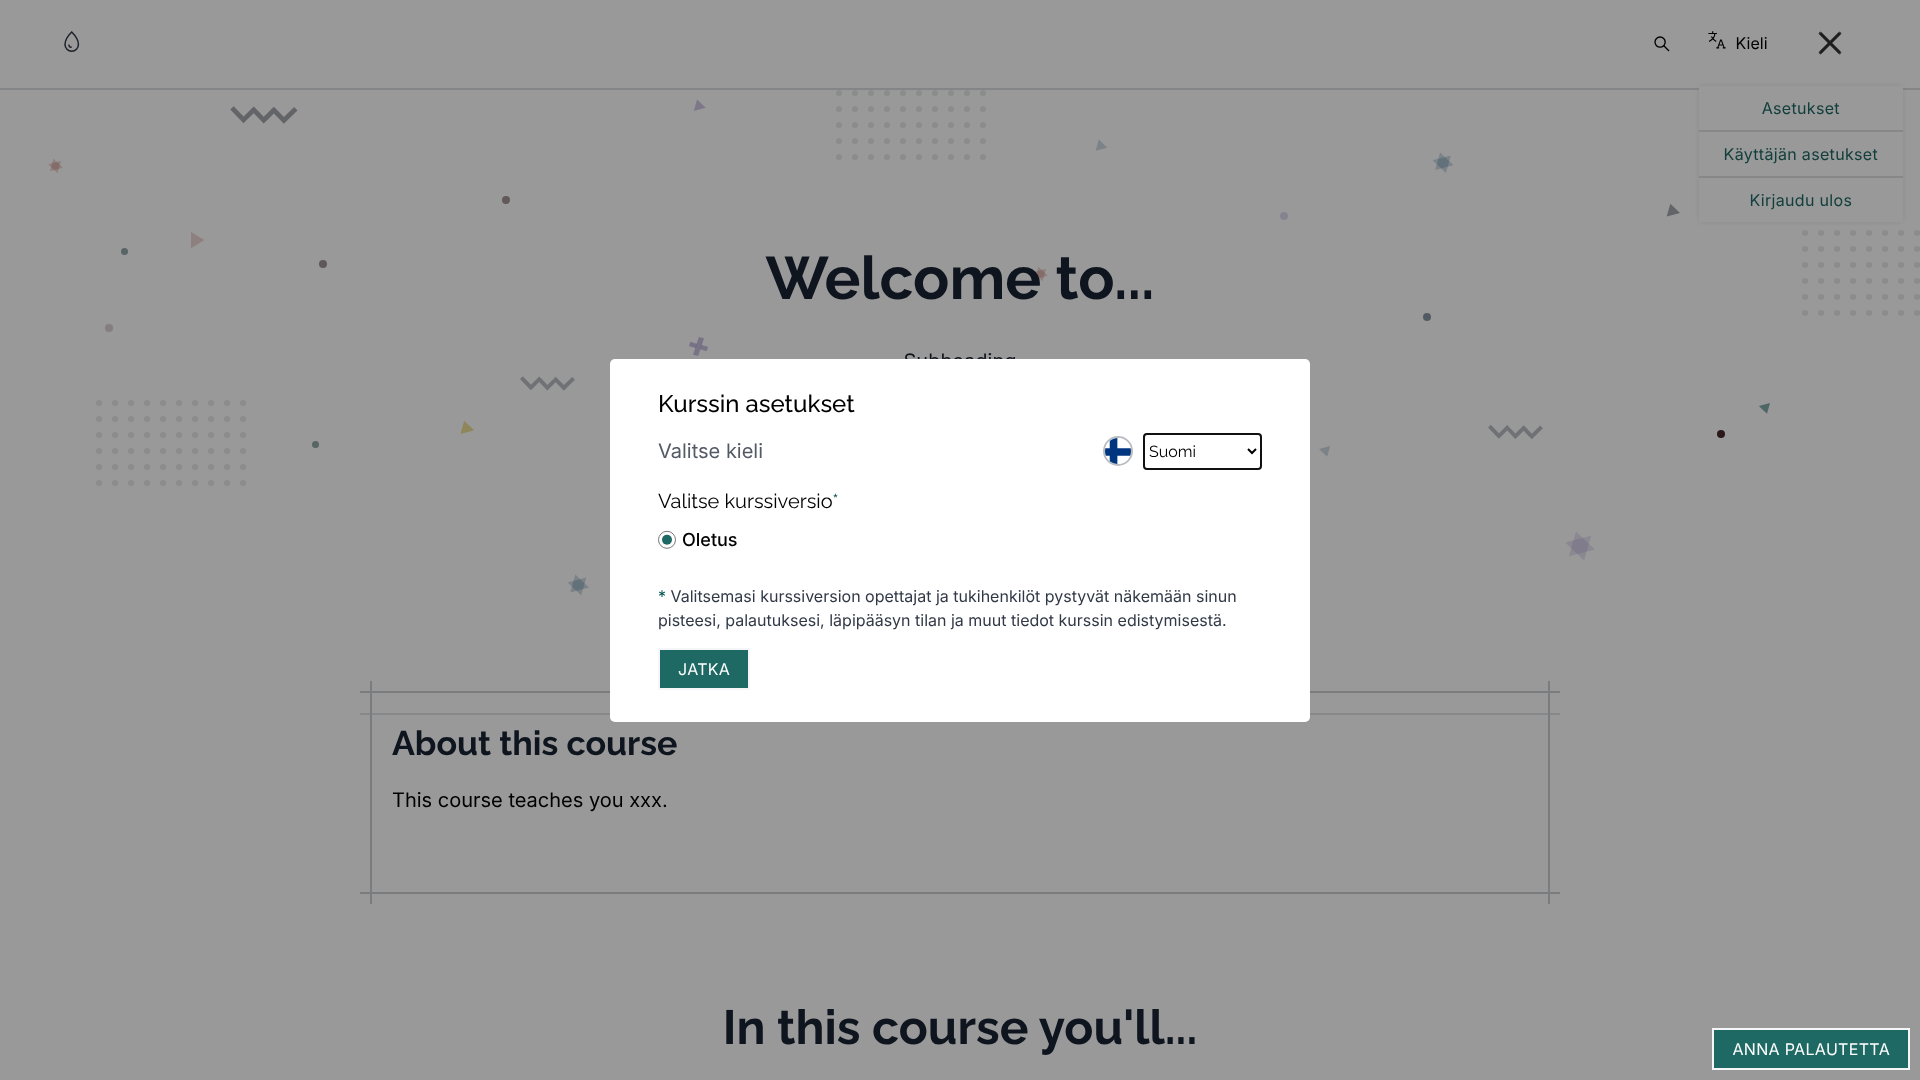 Kieli
Asetukset
Käyttäjän asetukset
Kirjaudu ulos
Welcome to...
Subheading
Kurssin asetukset
Valitse kieli
Suomi
Valitse kurssiversio*
Oletus
* Valitsemasi kurssiversion opettajat ja tukihenkilöt pystyvät näkemään sinun
pisteesi, palautuksesi, läpipääsyn tilan ja muut tiedot kurssin edistymisestä.
JATKA
About this course
This course teaches you xxx.
In this course you'll...
ANNA PALAUTETTA